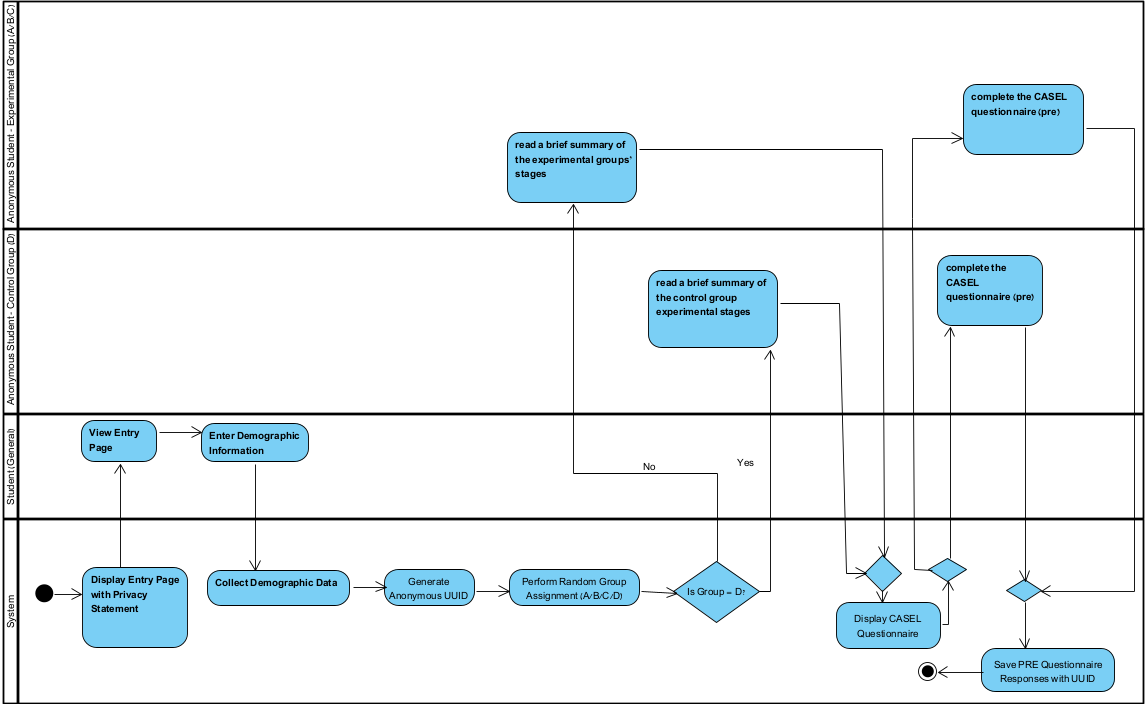 Anonymous Student - Experimental Group (A/B/C)
complete the CASEL
questionnaire (pre)
read a brief summary of
the experimental groups'
stages
Anonymous Student - Control Group (D)
complete the
CASEL
questionnaire (pre)
read a brief summary of
the control group
experimental stages
Student (General)
View Entry
Page
Enter Demographic
Information
No
Yes
System
Display Entry Page
with Privacy
Statement
Collect Demographic Data
Generate
Anonymous UUID
Perform Random Group
Assignment (A/B/C/D)
Is Group = D?
Display CASEL
Questionnaire
Save PRE Questionnaire
Responses with UUID